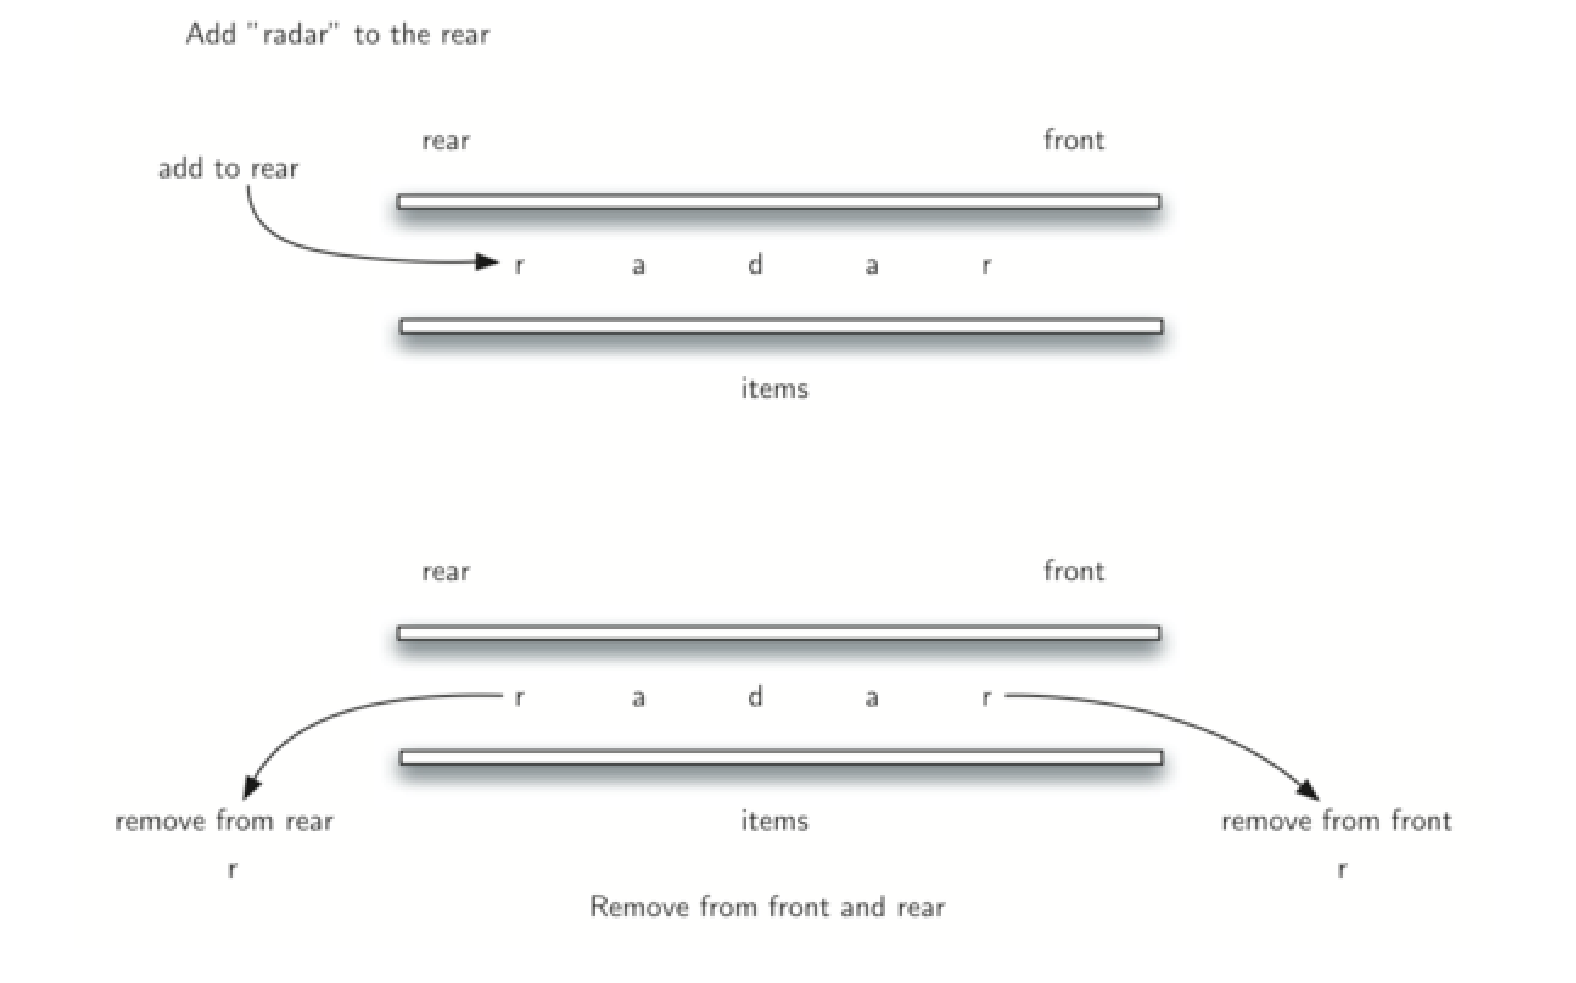 Add "radar" to the rear
rear front
add to rear
r a d a r
items
rear front
r a d a r
remove from rear items remove from front
r r
Remove from front and rear